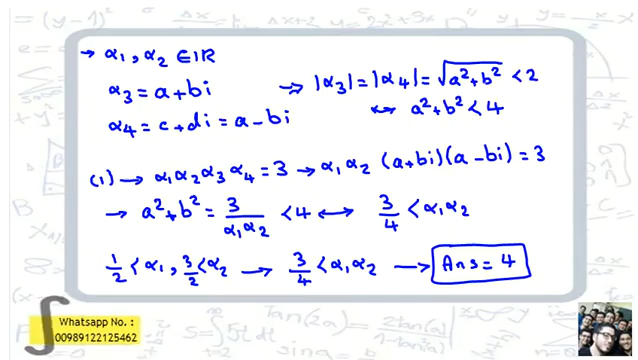 → α₁, α₂ ∈ ℝ
α₃ = a + bi → |α₃| = |α₄| = √(a² + b²) < 2
α₄ = c + di = a − bi ↔ a² + b² < 4
(1) → α₁α₂α₃α₄ = 3 → α₁α₂ (a+bi)(a−bi) = 3
→ a² + b² = 3/(α₁α₂) < 4 ↔ 3/4 < α₁α₂
1/2 < α₁, 3/2 < α₂ → 3/4 < α₁α₂ → Ans = 4
Whatsapp No. :
00989122125462